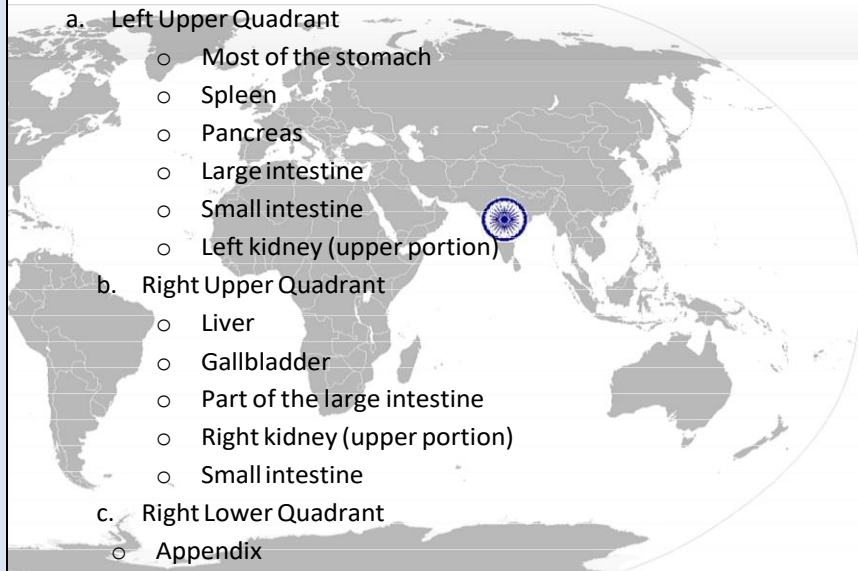 a. Left Upper Quadrant
o Most of the stomach
o Spleen
o Pancreas
o Large intestine
o Small intestine
o Left kidney (upper portion)
b. Right Upper Quadrant
o Liver
o Gallbladder
o Part of the large intestine
o Right kidney (upper portion)
o Small intestine
c. Right Lower Quadrant
o Appendix